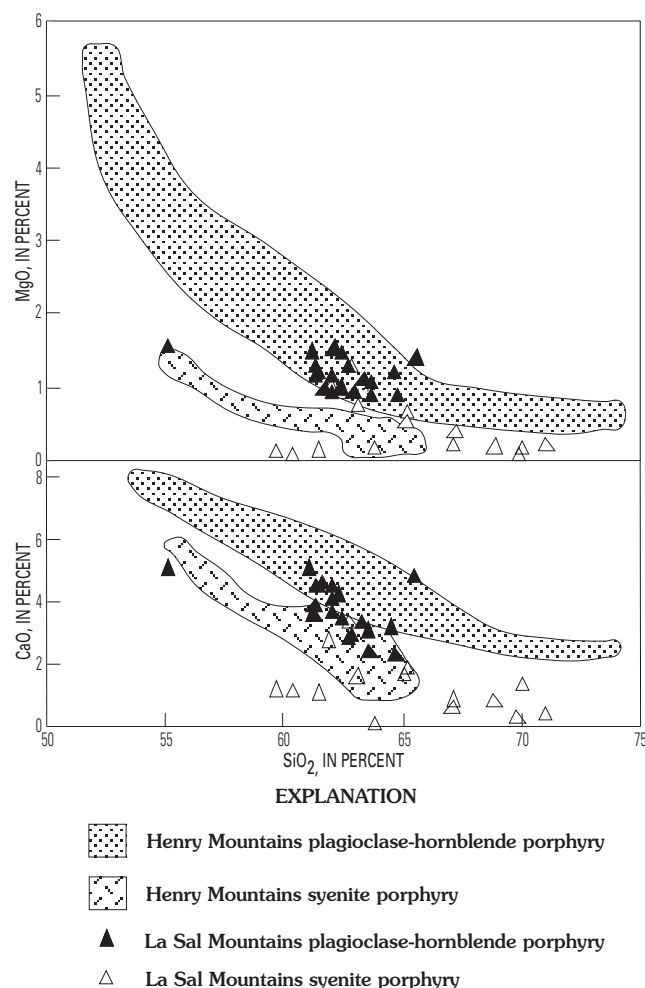 6
5
4
3
2
1
0
MgO, IN PERCENT
8
6
4
2
0
CaO, IN PERCENT
50 55 60 65 70 75
SiO2, IN PERCENT
EXPLANATION
Henry Mountains plagioclase-hornblende porphyry
Henry Mountains syenite porphyry
La Sal Mountains plagioclase-hornblende porphyry
La Sal Mountains syenite porphyry